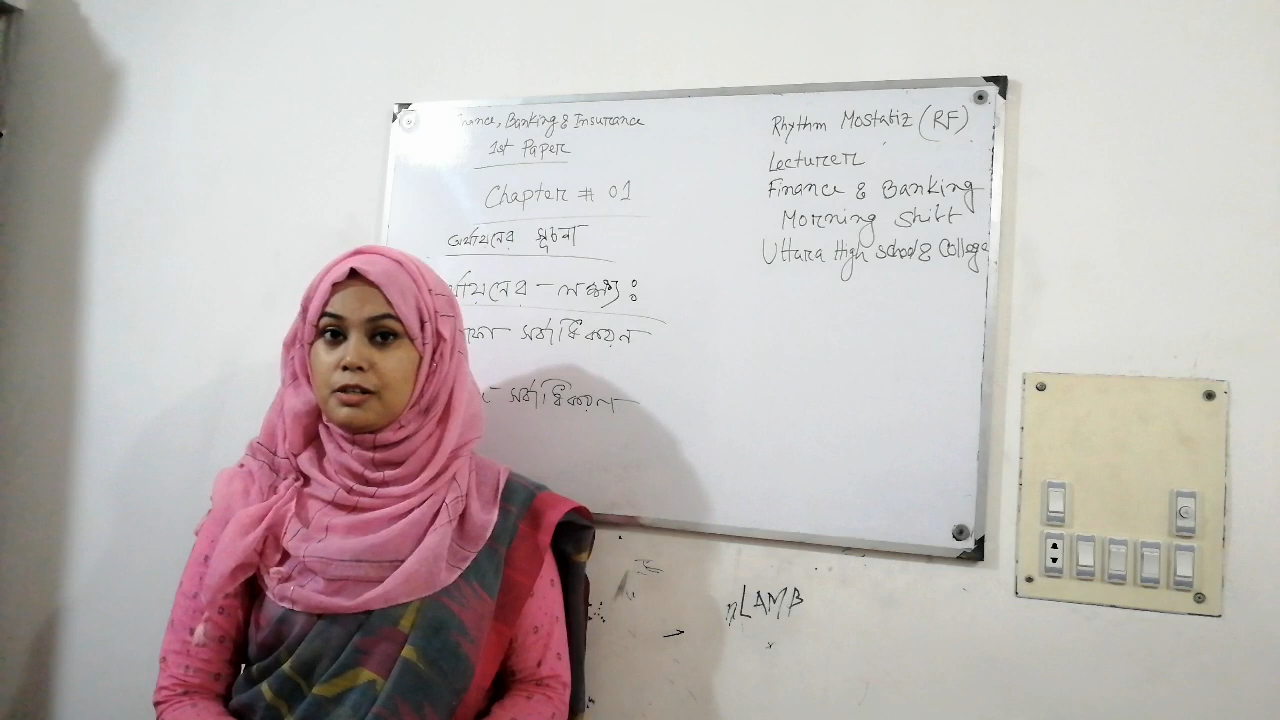 Finance, Banking & Insurance
1st Paper
Chapter # 01
অর্থায়নের সূচনা
অর্থায়নের - লক্ষ্য :
সর্বাধিকরণ
সর্বাধিকরণ
Rhythm Mostafiz (RF)
Lecturer
Finance & Banking
Morning Shift
Uttara High School & College
LAMB